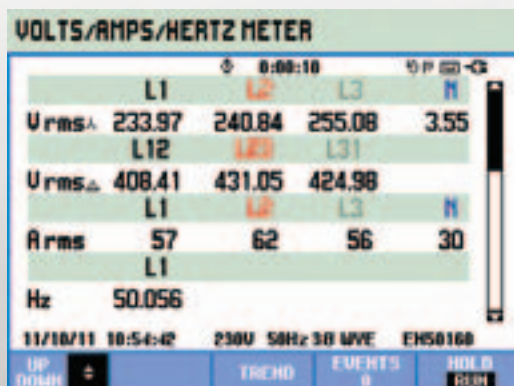 VOLTS/AMPS/HERTZ METER
0:00:10
L1 L2 L3 N
Vrms 233.97 240.84 255.08 3.55
L12 L23 L31
Vrms 408.41 431.05 424.98
L1 L2 L3 N
Arms 57 62 56 30
L1
Hz 50.056
11/10/11 10:54:42 230V 50Hz 3Ø WYE EN50160
UP DOWN TREND EVENTS 0 HOLD RUN